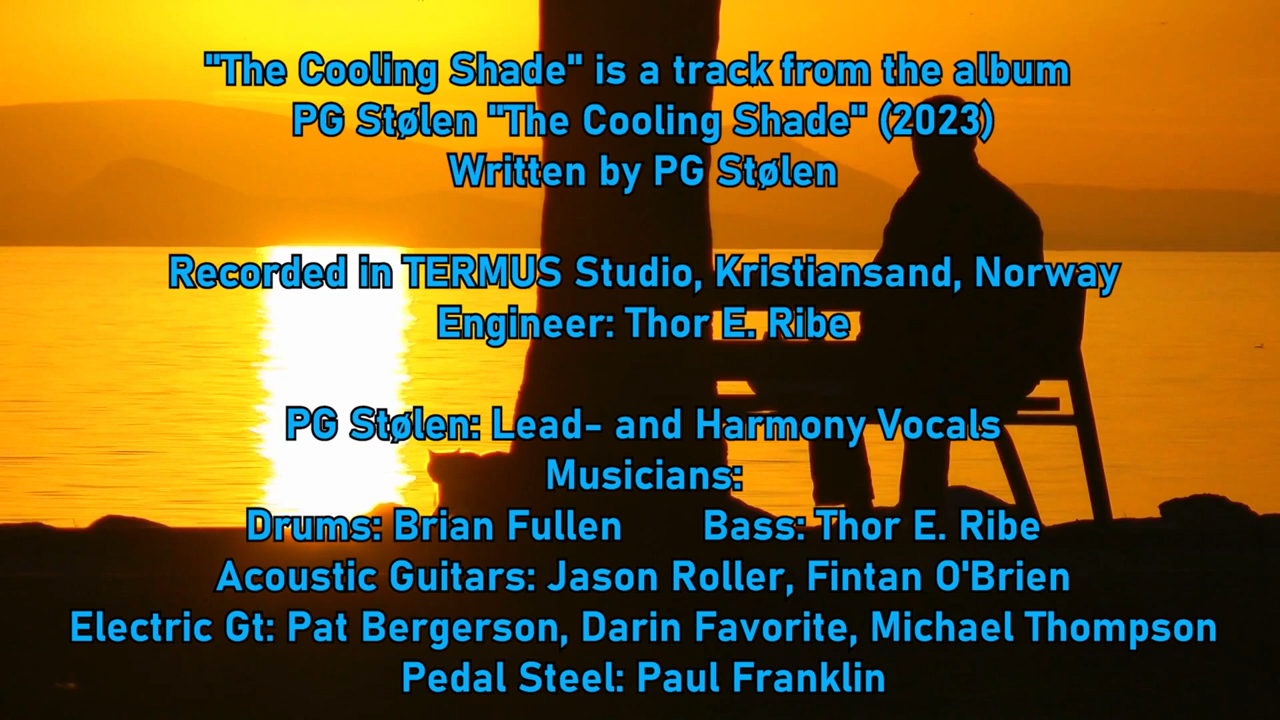 "The Cooling Shade" is a track from the album
PG Stølen "The Cooling Shade" (2023)
Written by PG Stølen
Recorded in TERMUS Studio, Kristiansand, Norway
Engineer: Thor E. Ribe
PG Stølen: Lead- and Harmony Vocals
Musicians:
Drums: Brian Fullen Bass: Thor E. Ribe
Acoustic Guitars: Jason Roller, Fintan O'Brien
Electric Gt: Pat Bergerson, Darin Favorite, Michael Thompson
Pedal Steel: Paul Franklin